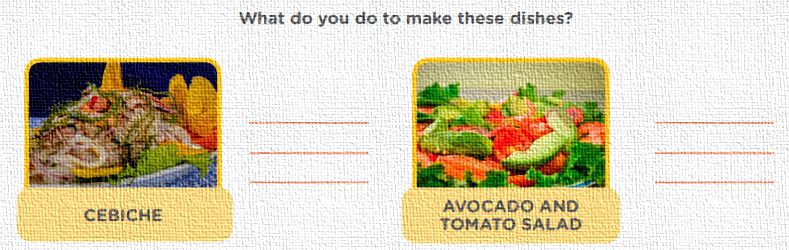 What do you do to make these dishes?
CEBICHE
AVOCADO AND
TOMATO SALAD